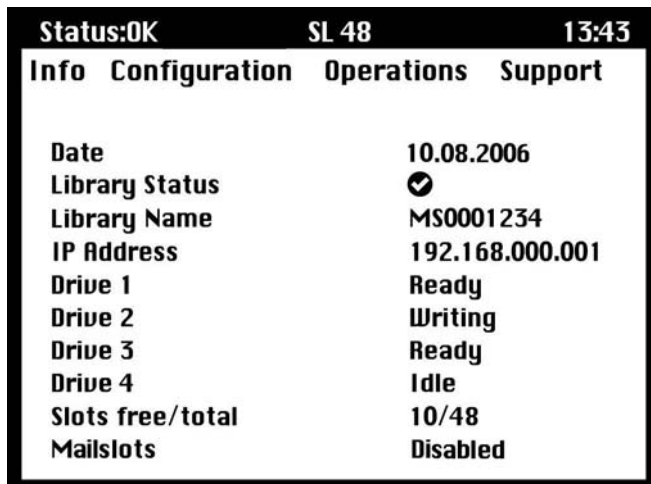 Status:OK SL 48 13:43
Info Configuration Operations Support
Date 10.08.2006
Library Status
Library Name MS0001234
IP Address 192.168.000.001
Drive 1 Ready
Drive 2 Writing
Drive 3 Ready
Drive 4 Idle
Slots free/total 10/48
Mailslots Disabled